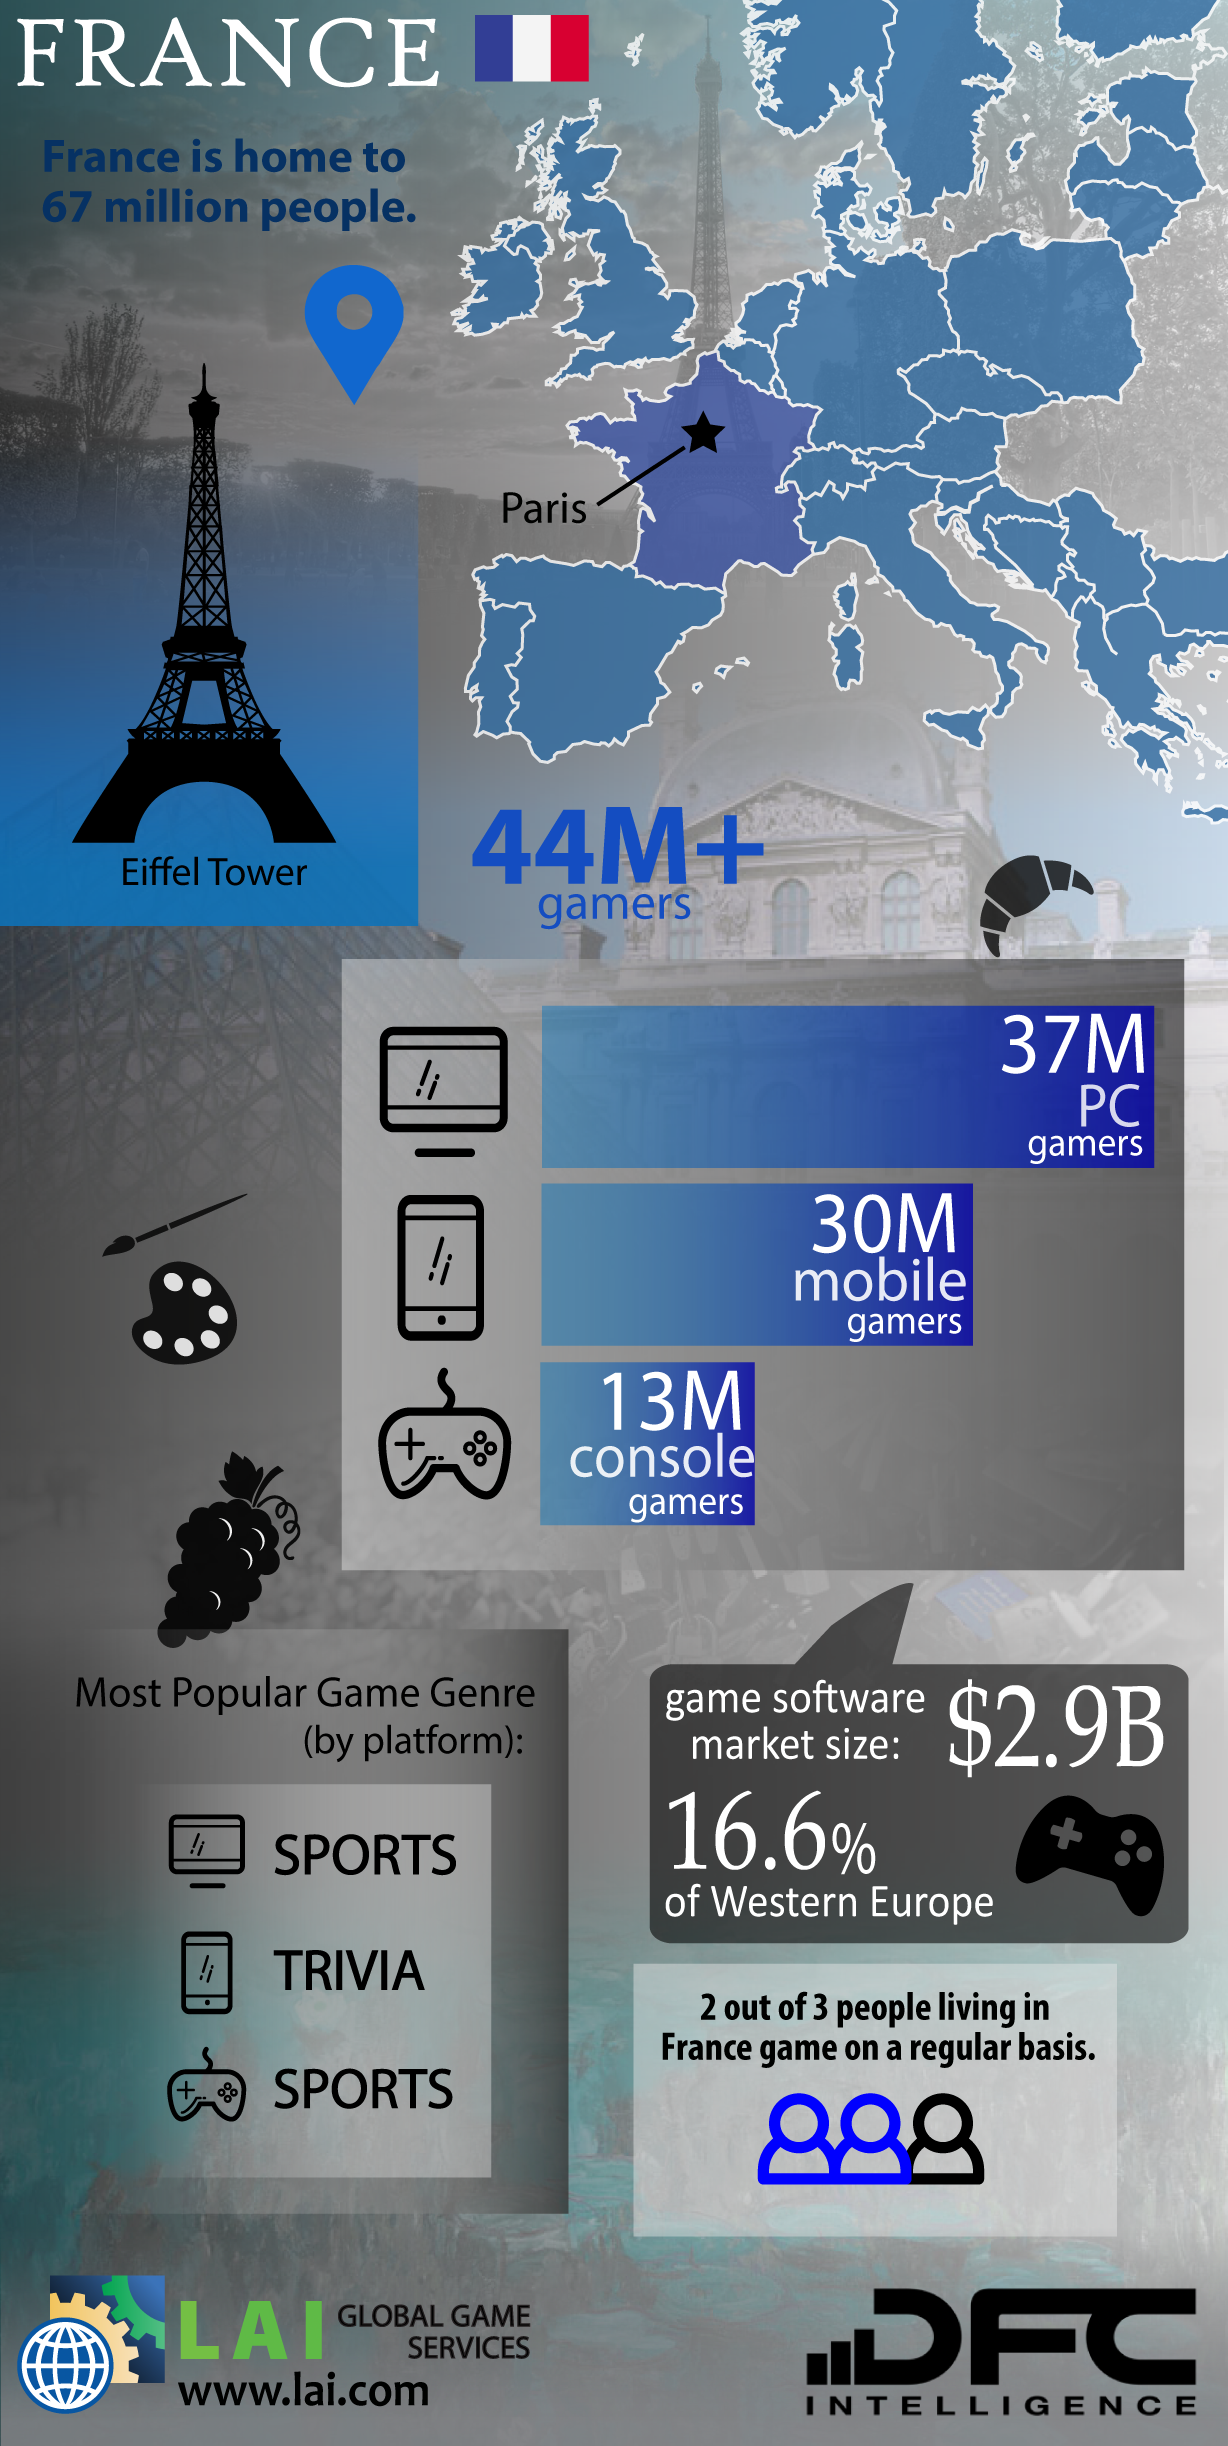 FRANCE
France is home to
67 million people.
Paris
Eiffel Tower
44M+
gamers
37M
PC
gamers
30M
mobile
gamers
13M
console
gamers
Most Popular Game Genre
(by platform):
SPORTS
TRIVIA
SPORTS
game software
market size:
$2.9B
16.6%
of Western Europe
2 out of 3 people living in
France game on a regular basis.
LAI
GLOBAL GAME
SERVICES
www.lai.com
DFC
INTELLIGENCE